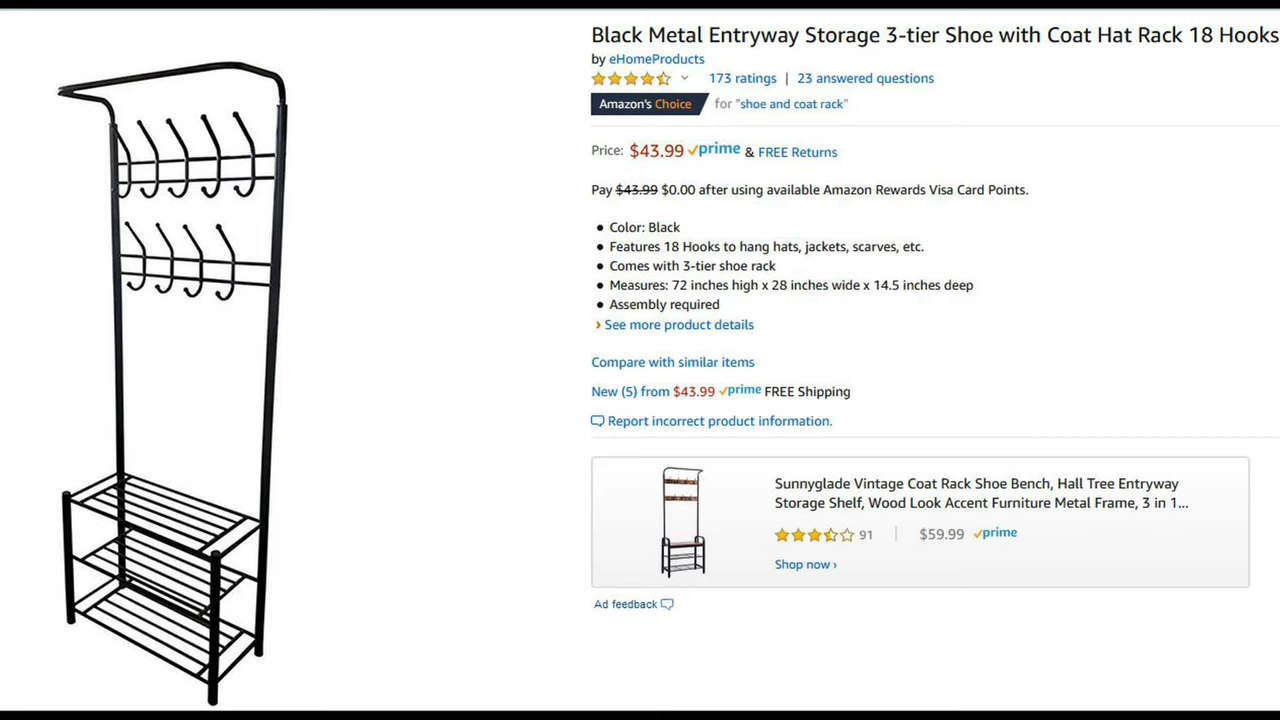 Black Metal Entryway Storage 3-tier Shoe with Coat Hat Rack 18 Hooks
by eHomeProducts
173 ratings | 23 answered questions
Amazon's Choice for "shoe and coat rack"
Price: $43.99 prime & FREE Returns
Pay $43.99 $0.00 after using available Amazon Rewards Visa Card Points.
● Color: Black
● Features 18 Hooks to hang hats, jackets, scarves, etc.
● Comes with 3-tier shoe rack
● Measures: 72 inches high x 28 inches wide x 14.5 inches deep
● Assembly required
› See more product details
Compare with similar items
New (5) from $43.99 prime FREE Shipping
Report incorrect product information.
Sunnyglade Vintage Coat Rack Shoe Bench, Hall Tree Entryway
Storage Shelf, Wood Look Accent Furniture Metal Frame, 3 in 1...
91 | $59.99 prime
Shop now ›
Ad feedback